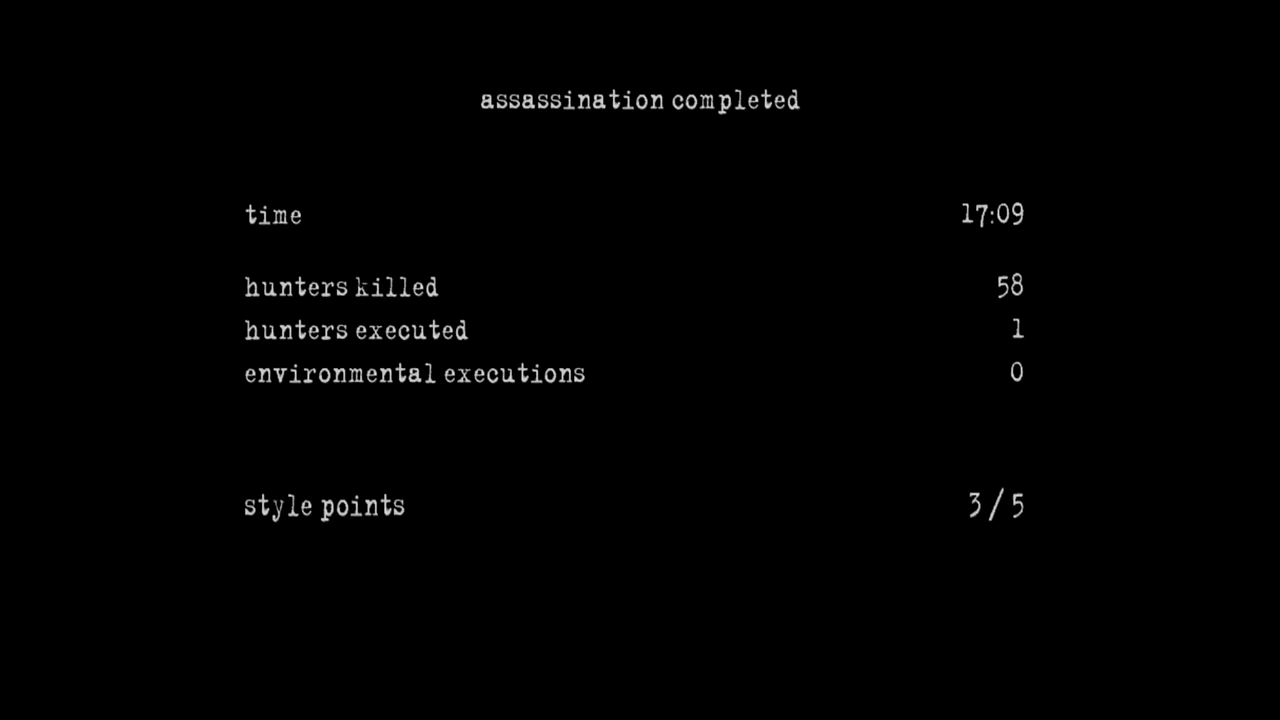 assassination completed
time 17:09
hunters killed 58
hunters executed 1
environmental executions 0
style points 3 / 5